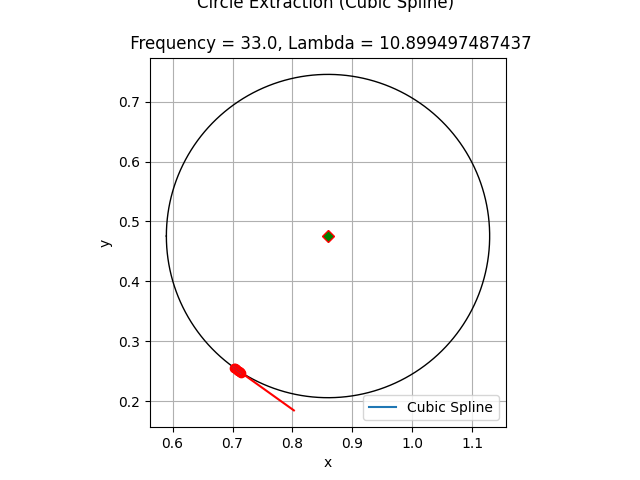 Circle Extraction (Cubic Spline)
Frequency = 33.0, Lambda = 10.899497487437
0.7
0.6
0.5
0.4
0.3
0.2
y
Cubic Spline
0.6 0.7 0.8 0.9 1.0 1.1
x